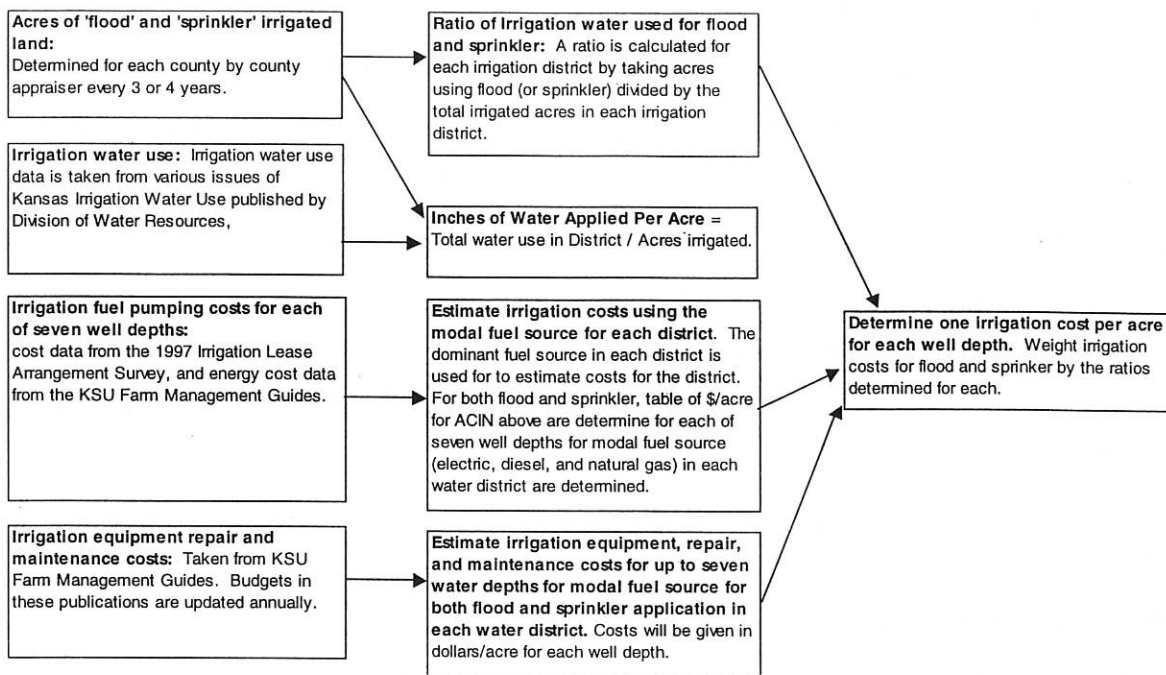 Acres of 'flood' and 'sprinkler' irrigated
land:
Determined for each county by county
appraiser every 3 or 4 years.
Ratio of Irrigation water used for flood
and sprinkler: A ratio is calculated for
each irrigation district by taking acres
using flood (or sprinkler) divided by the
total irrigated acres in each irrigation
district.
Irrigation water use: Irrigation water use
data is taken from various issues of
Kansas Irrigation Water Use published by
Division of Water Resources,
Inches of Water Applied Per Acre =
Total water use in District / Acres irrigated.
Irrigation fuel pumping costs for each
of seven well depths:
cost data from the 1997 Irrigation Lease
Arrangement Survey, and energy cost data
from the KSU Farm Management Guides.
Estimate irrigation costs using the
modal fuel source for each district. The
dominant fuel source in each district is
used for to estimate costs for the district.
For both flood and sprinkler, table of $/acre
for ACIN above are determine for each of
seven well depths for modal fuel source
(electric, diesel, and natural gas) in each
water district are determined.
Determine one irrigation cost per acre
for each well depth. Weight irrigation
costs for flood and sprinker by the ratios
determined for each.
Irrigation equipment repair and
maintenance costs: Taken from KSU
Farm Management Guides. Budgets in
these publications are updated annually.
Estimate irrigation equipment, repair,
and maintenance costs for up to seven
water depths for modal fuel source for
both flood and sprinkler application in
each water district. Costs will be given in
dollars/acre for each well depth.